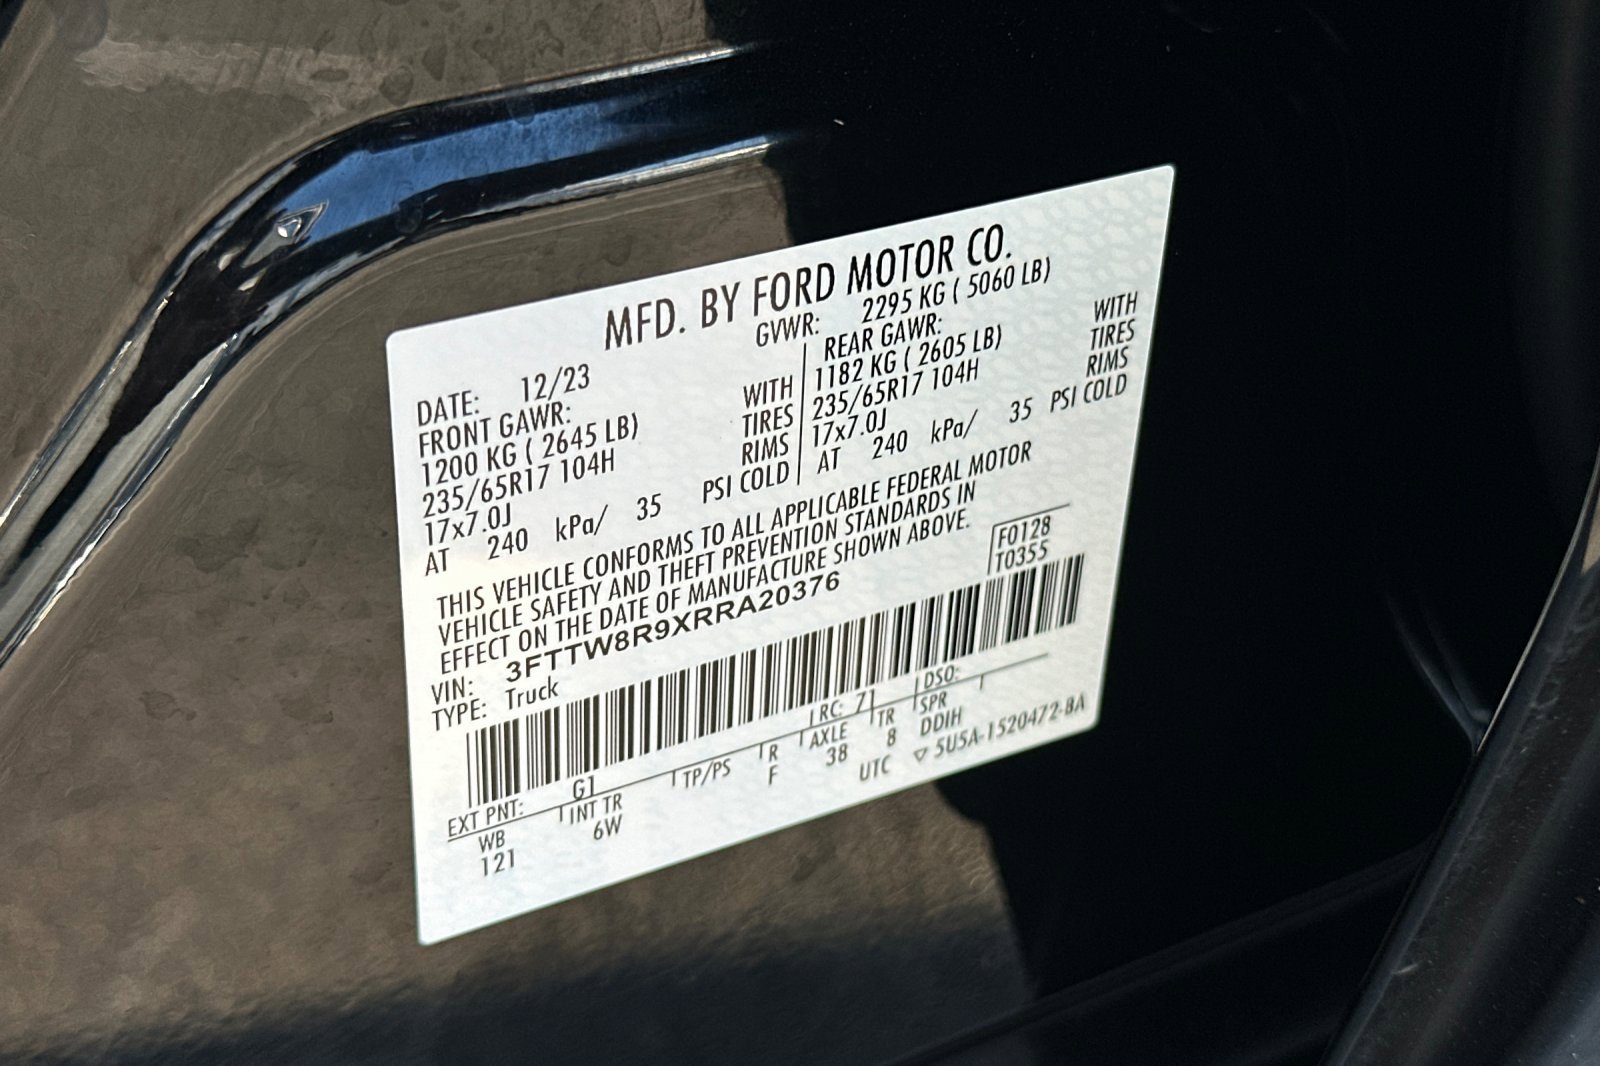 MFD. BY FORD MOTOR CO.
DATE: 12/23 GVWR: 2295 KG ( 5060 LB)
FRONT GAWR: REAR GAWR:
1200 KG ( 2645 LB) WITH 1182 KG ( 2605 LB) WITH
235/65R17 104H TIRES 235/65R17 104H TIRES
17x7.0J RIMS 17x7.0J RIMS
AT 240 kPa/ 35 PSI COLD AT 240 kPa/ 35 PSI COLD
THIS VEHICLE CONFORMS TO ALL APPLICABLE FEDERAL MOTOR
VEHICLE SAFETY AND THEFT PREVENTION STANDARDS IN
EFFECT ON THE DATE OF MANUFACTURE SHOWN ABOVE.
VIN: 3FTTW8R9XRRA20376 F0128
TYPE: Truck T0355
EXT PNT: G1 RC: 71 DSO:
WB INT TR TP/PS R AXLE TR SPR
121 6W F 38 8 DDIH
UTC ▽ 5U5A-1520472-BA